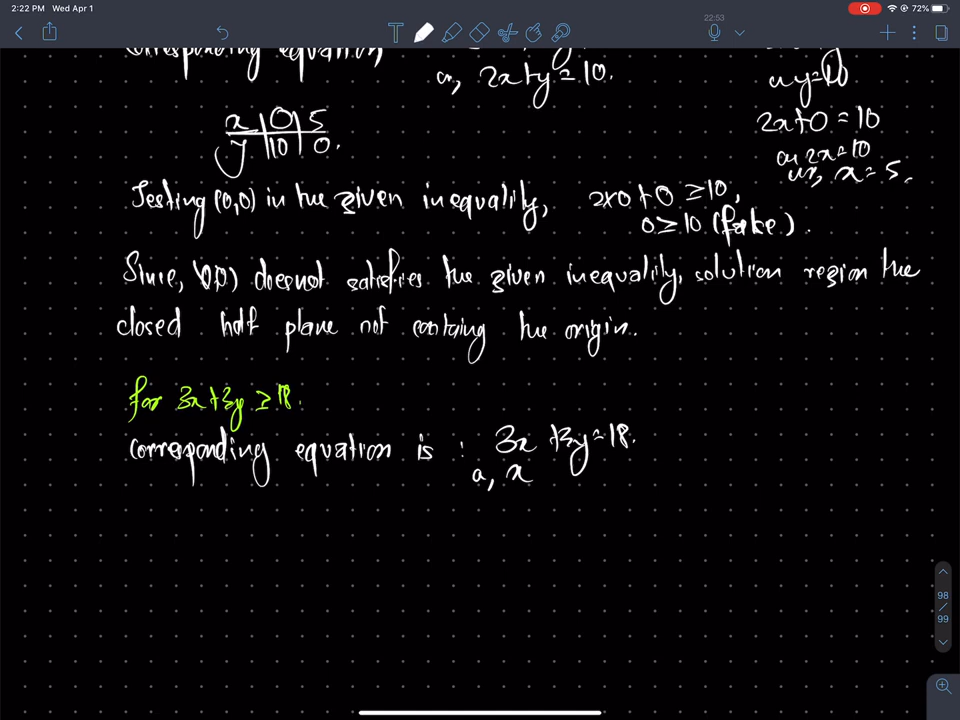 2:22 PM Wed Apr 1
72%
22:53
Corresponding equation,
or, 2x+y=10.
or y=10
2x+0=10
or 2x=10
or, x=5.
x 0 5
y 10 0.
Testing (0,0) in the given inequality, 2x0+0 ≥10,
0≥10 (false).
Since, (0,0) doesnot satisfies the given inequality, solution region the
closed half plane not containg the origin.
for 3x+3y ≥18.
Corresponding equation is : 3x+3y=18.
or, x
98
/
99